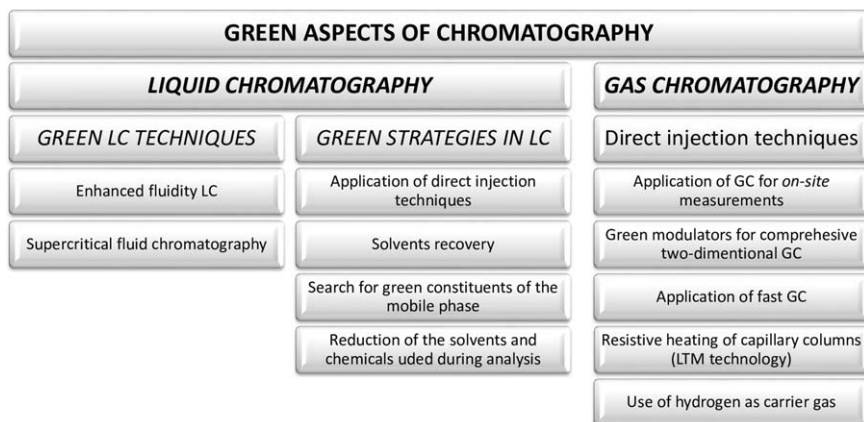 GREEN ASPECTS OF CHROMATOGRAPHY
LIQUID CHROMATOGRAPHY
GREEN LC TECHNIQUES
Enhanced fluidity LC
Supercritical fluid chromatography
GREEN STRATEGIES IN LC
Application of direct injection
techniques
Solvents recovery
Search for green constituents of the
mobile phase
Reduction of the solvents and
chemicals uded during analysis
GAS CHROMATOGRAPHY
Direct injection techniques
Application of GC for on-site
measurements
Green modulators for comprehesive
two-dimentional GC
Application of fast GC
Resistive heating of capillary columns
(LTM technology)
Use of hydrogen as carrier gas